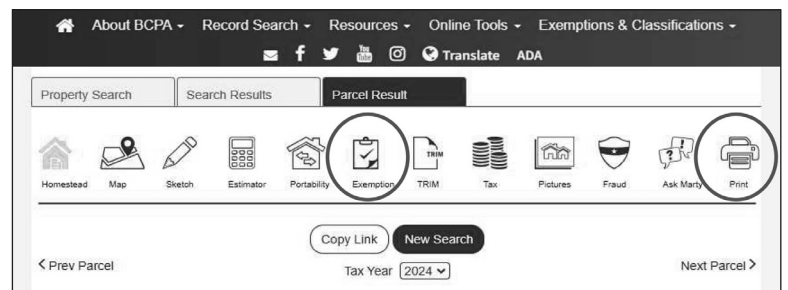 About BCPA Record Search Resources Online Tools Exemptions & Classifications
You Tube Translate ADA
Property Search Search Results Parcel Result
TRIM
Homestead Map Sketch Estimator Portability Exemption TRIM Tax Pictures Fraud Ask Marty Print
Copy Link New Search
< Prev Parcel Tax Year 2024 Next Parcel >